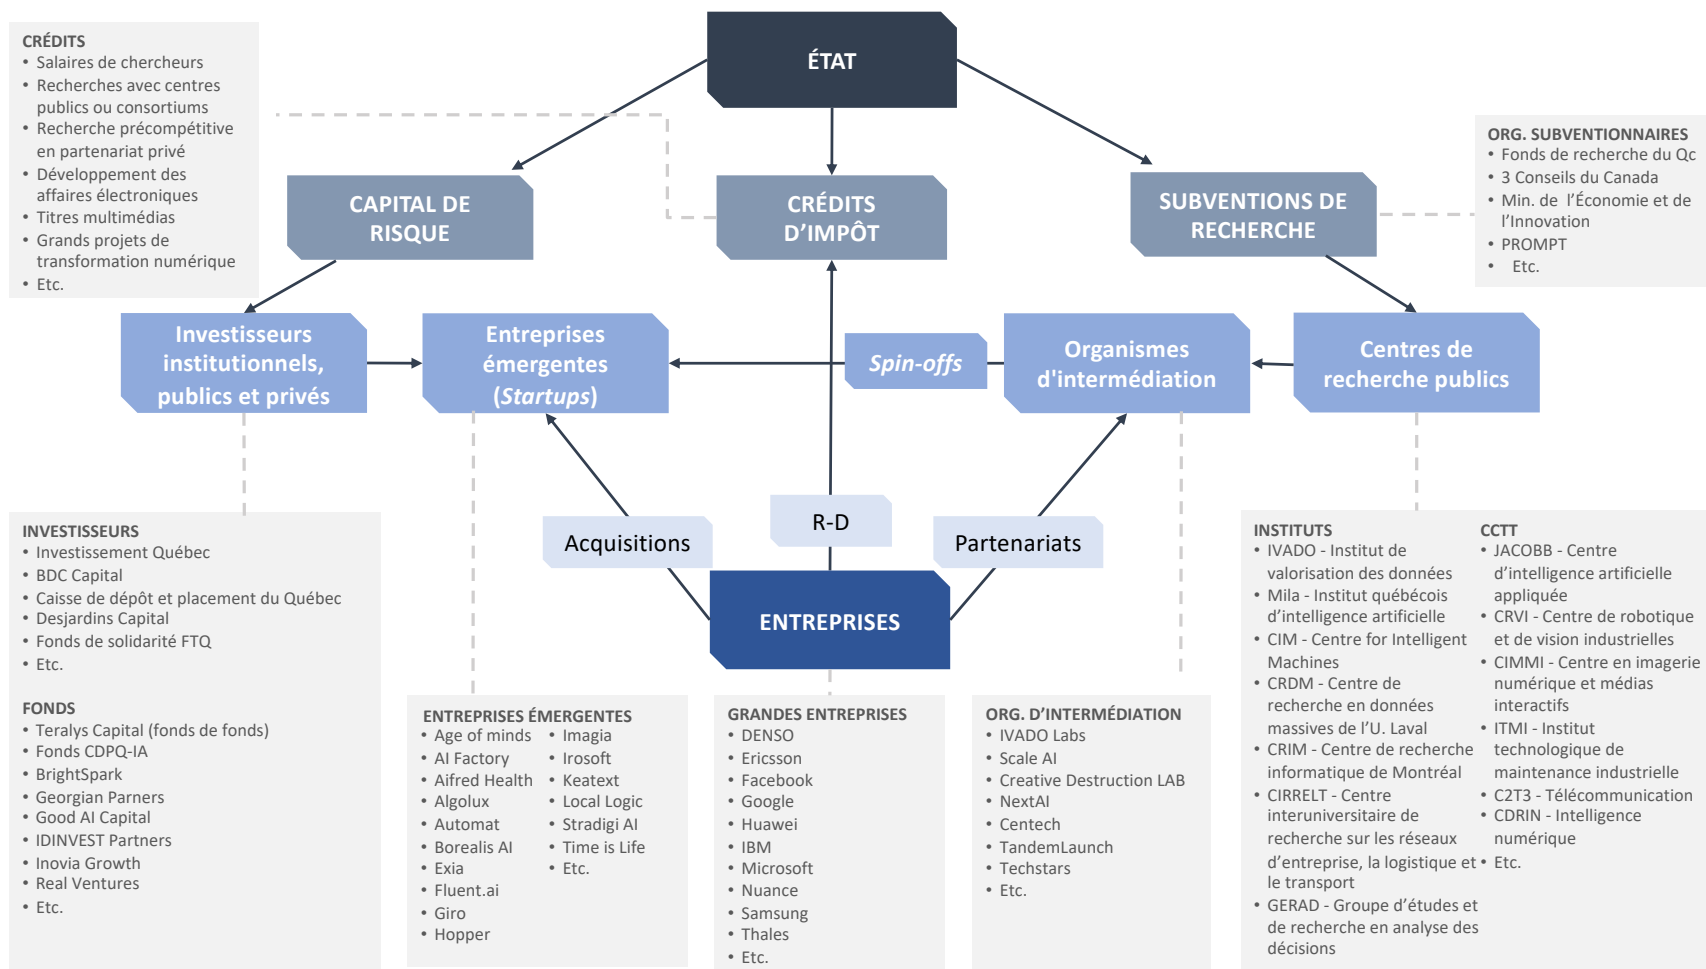 ÉTAT
CRÉDITS
• Salaires de chercheurs
• Recherches avec centres
publics ou consortiums
• Recherche précompétitive
en partenariat privé
• Développement des
affaires électroniques
• Titres multimédias
• Grands projets de
transformation numérique
• Etc.
CAPITAL DE
RISQUE
CRÉDITS
D’IMPÔT
SUBVENTIONS DE
RECHERCHE
ORG. SUBVENTIONNAIRES
• Fonds de recherche du Qc
• 3 Conseils du Canada
• Min. de l’Économie et de
l’Innovation
• PROMPT
• Etc.
Investisseurs
institutionnels,
publics et privés
Entreprises
émergentes
(Startups)
Spin-offs
Organismes
d'intermédiation
Centres de
recherche publics
Acquisitions
R-D
Partenariats
ENTREPRISES
INVESTISSEURS
• Investissement Québec
• BDC Capital
• Caisse de dépôt et placement du Québec
• Desjardins Capital
• Fonds de solidarité FTQ
• Etc.
FONDS
• Teralys Capital (fonds de fonds)
• Fonds CDPQ-IA
• BrightSpark
• Georgian Parners
• Good AI Capital
• IDINVEST Partners
• Inovia Growth
• Real Ventures
• Etc.
ENTREPRISES ÉMERGENTES
• Age of minds
• AI Factory
• Aifred Health
• Algolux
• Automat
• Borealis AI
• Exia
• Fluent.ai
• Giro
• Hopper
• Imagia
• Irosoft
• Keatext
• Local Logic
• Stradigi AI
• Time is Life
• Etc.
GRANDES ENTREPRISES
• DENSO
• Ericsson
• Facebook
• Google
• Huawei
• IBM
• Microsoft
• Nuance
• Samsung
• Thales
• Etc.
ORG. D’INTERMÉDIATION
• IVADO Labs
• Scale AI
• Creative Destruction LAB
• NextAI
• Centech
• TandemLaunch
• Techstars
• Etc.
INSTITUTS
• IVADO - Institut de
valorisation des données
• Mila - Institut québécois
d’intelligence artificielle
• CIM - Centre for Intelligent
Machines
• CRDM - Centre de
recherche en données
massives de l’U. Laval
• CRIM - Centre de recherche
informatique de Montréal
• CIRRELT - Centre
interuniversitaire de
recherche sur les réseaux
d’entreprise, la logistique et
le transport
• GERAD - Groupe d’études et
de recherche en analyse des
décisions
CCTT
• JACOBB - Centre
d’intelligence artificielle
appliquée
• CRVI - Centre de robotique
et de vision industrielles
• CIMMI - Centre en imagerie
numérique et médias
interactifs
• ITMI - Institut
technologique de
maintenance industrielle
• C2T3 - Télécommunication
• CDRIN - Intelligence
numérique
• Etc.